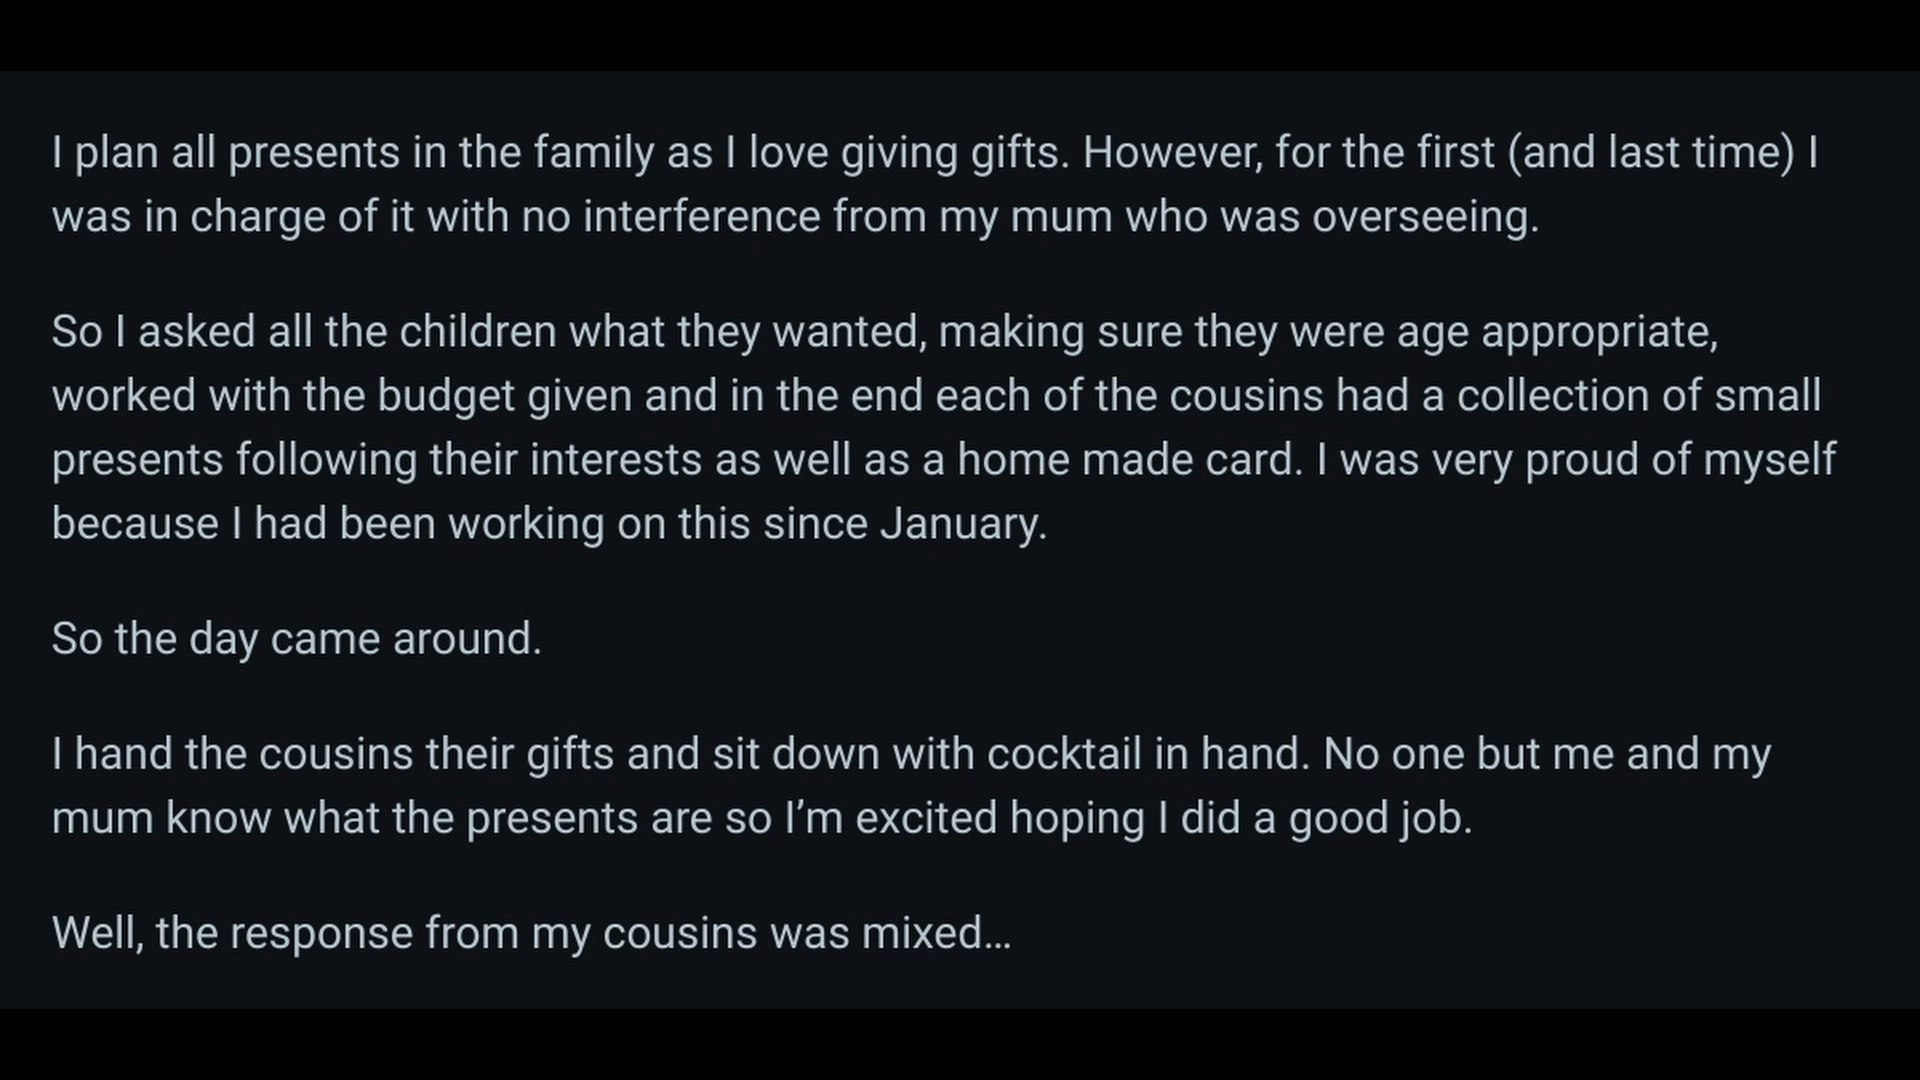 I plan all presents in the family as I love giving gifts. However, for the first (and last time) I
was in charge of it with no interference from my mum who was overseeing.
So I asked all the children what they wanted, making sure they were age appropriate,
worked with the budget given and in the end each of the cousins had a collection of small
presents following their interests as well as a home made card. I was very proud of myself
because I had been working on this since January.
So the day came around.
I hand the cousins their gifts and sit down with cocktail in hand. No one but me and my
mum know what the presents are so I’m excited hoping I did a good job.
Well, the response from my cousins was mixed…